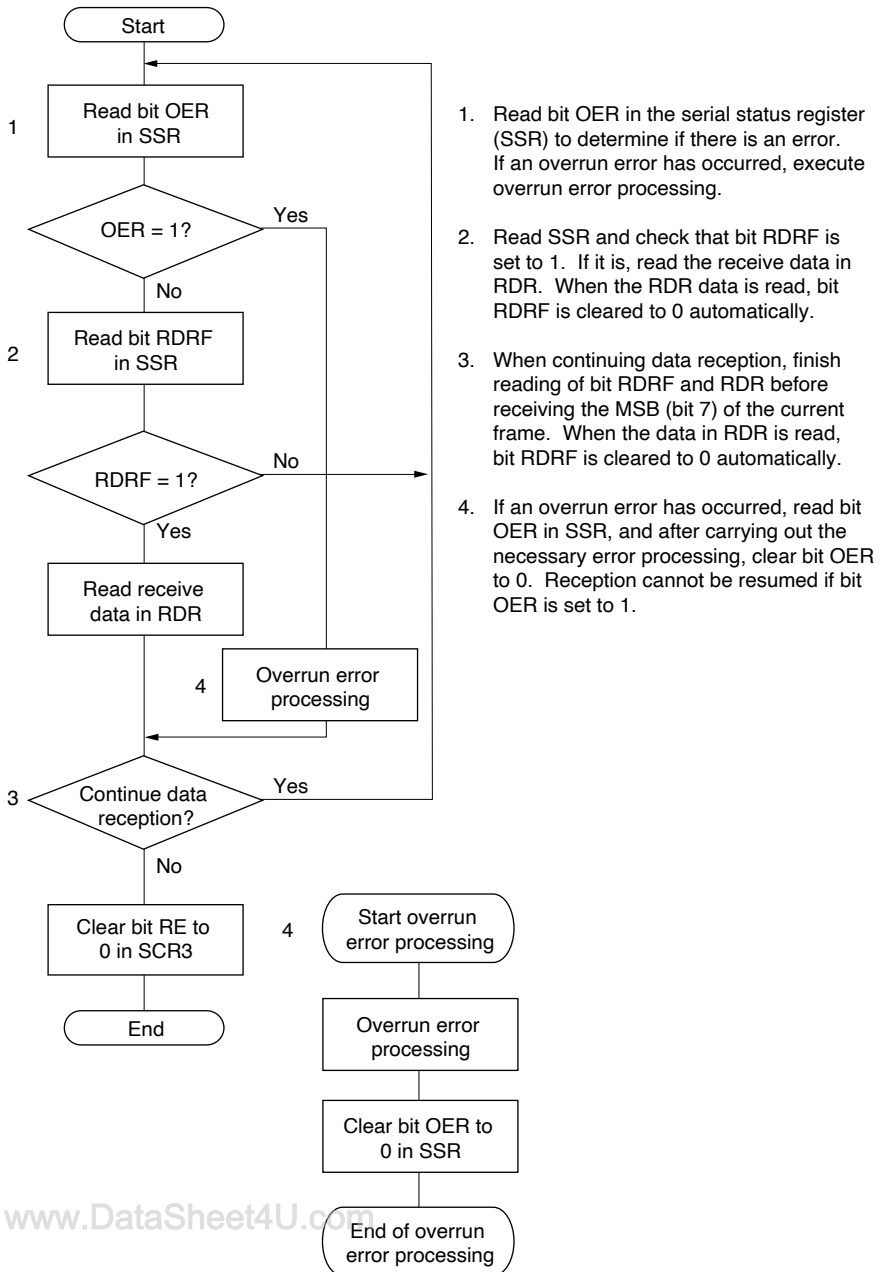 Start
1
Read bit OER
in SSR
OER = 1?
Yes
No
2
Read bit RDRF
in SSR
RDRF = 1?
No
Yes
Read receive
data in RDR
4
Overrun error
processing
3
Continue data
reception?
Yes
No
Clear bit RE to
0 in SCR3
End
4
Start overrun
error processing
Overrun error
processing
Clear bit OER to
0 in SSR
End of overrun
error processing
1. Read bit OER in the serial status register
(SSR) to determine if there is an error.
If an overrun error has occurred, execute
overrun error processing.
2. Read SSR and check that bit RDRF is
set to 1. If it is, read the receive data in
RDR. When the RDR data is read, bit
RDRF is cleared to 0 automatically.
3. When continuing data reception, finish
reading of bit RDRF and RDR before
receiving the MSB (bit 7) of the current
frame. When the data in RDR is read,
bit RDRF is cleared to 0 automatically.
4. If an overrun error has occurred, read bit
OER in SSR, and after carrying out the
necessary error processing, clear bit OER
to 0. Reception cannot be resumed if bit
OER is set to 1.
www.DataSheet4U.com